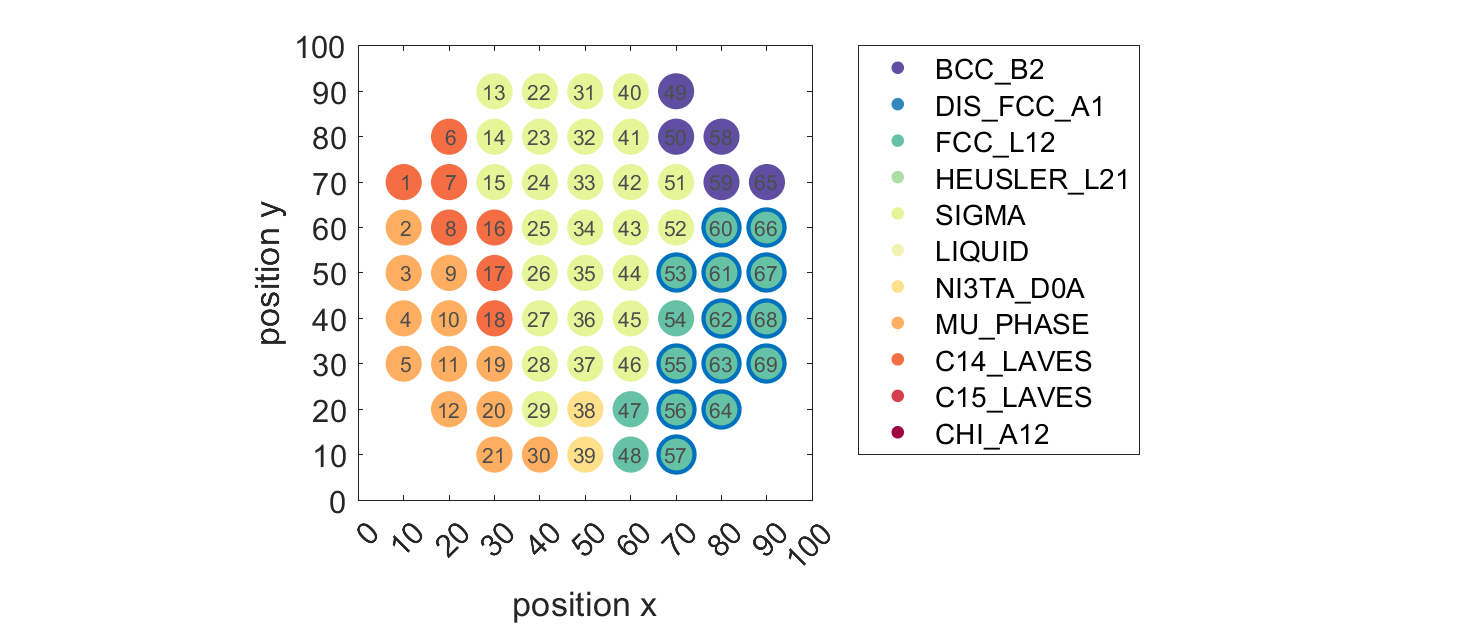 100
90
80
70
60
50
40
30
20
10
0
position y
13 22 31 40 49
6 14 23 32 41 50 58
1 7 15 24 33 42 51 59 65
2 8 16 25 34 43 52 60 66
3 9 17 26 35 44 53 61 67
4 10 18 27 36 45 54 62 68
5 11 19 28 37 46 55 63 69
12 20 29 38 47 56 64
21 30 39 48 57
0 10 20 30 40 50 60 70 80 90 100
position x
BCC_B2
DIS_FCC_A1
FCC_L12
HEUSLER_L21
SIGMA
LIQUID
NI3TA_D0A
MU_PHASE
C14_LAVES
C15_LAVES
CHI_A12